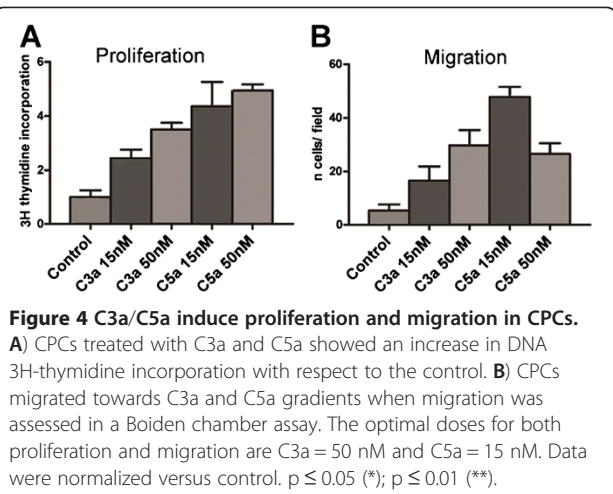 A
B
Proliferation
Migration
3H thymidine incorporation
6
4
2
0
Control
C3a 15nM
C3a 50nM
C5a 15nM
C5a 50nM
n cells/ field
60
40
20
0
Control
C3a 15nM
C3a 50nM
C5a 15nM
C5a 50nM
Figure 4 C3a/C5a induce proliferation and migration in CPCs.
A) CPCs treated with C3a and C5a showed an increase in DNA
3H-thymidine incorporation with respect to the control. B) CPCs
migrated towards C3a and C5a gradients when migration was
assessed in a Boiden chamber assay. The optimal doses for both
proliferation and migration are C3a = 50 nM and C5a = 15 nM. Data
were normalized versus control. p ≤ 0.05 (*); p ≤ 0.01 (**).